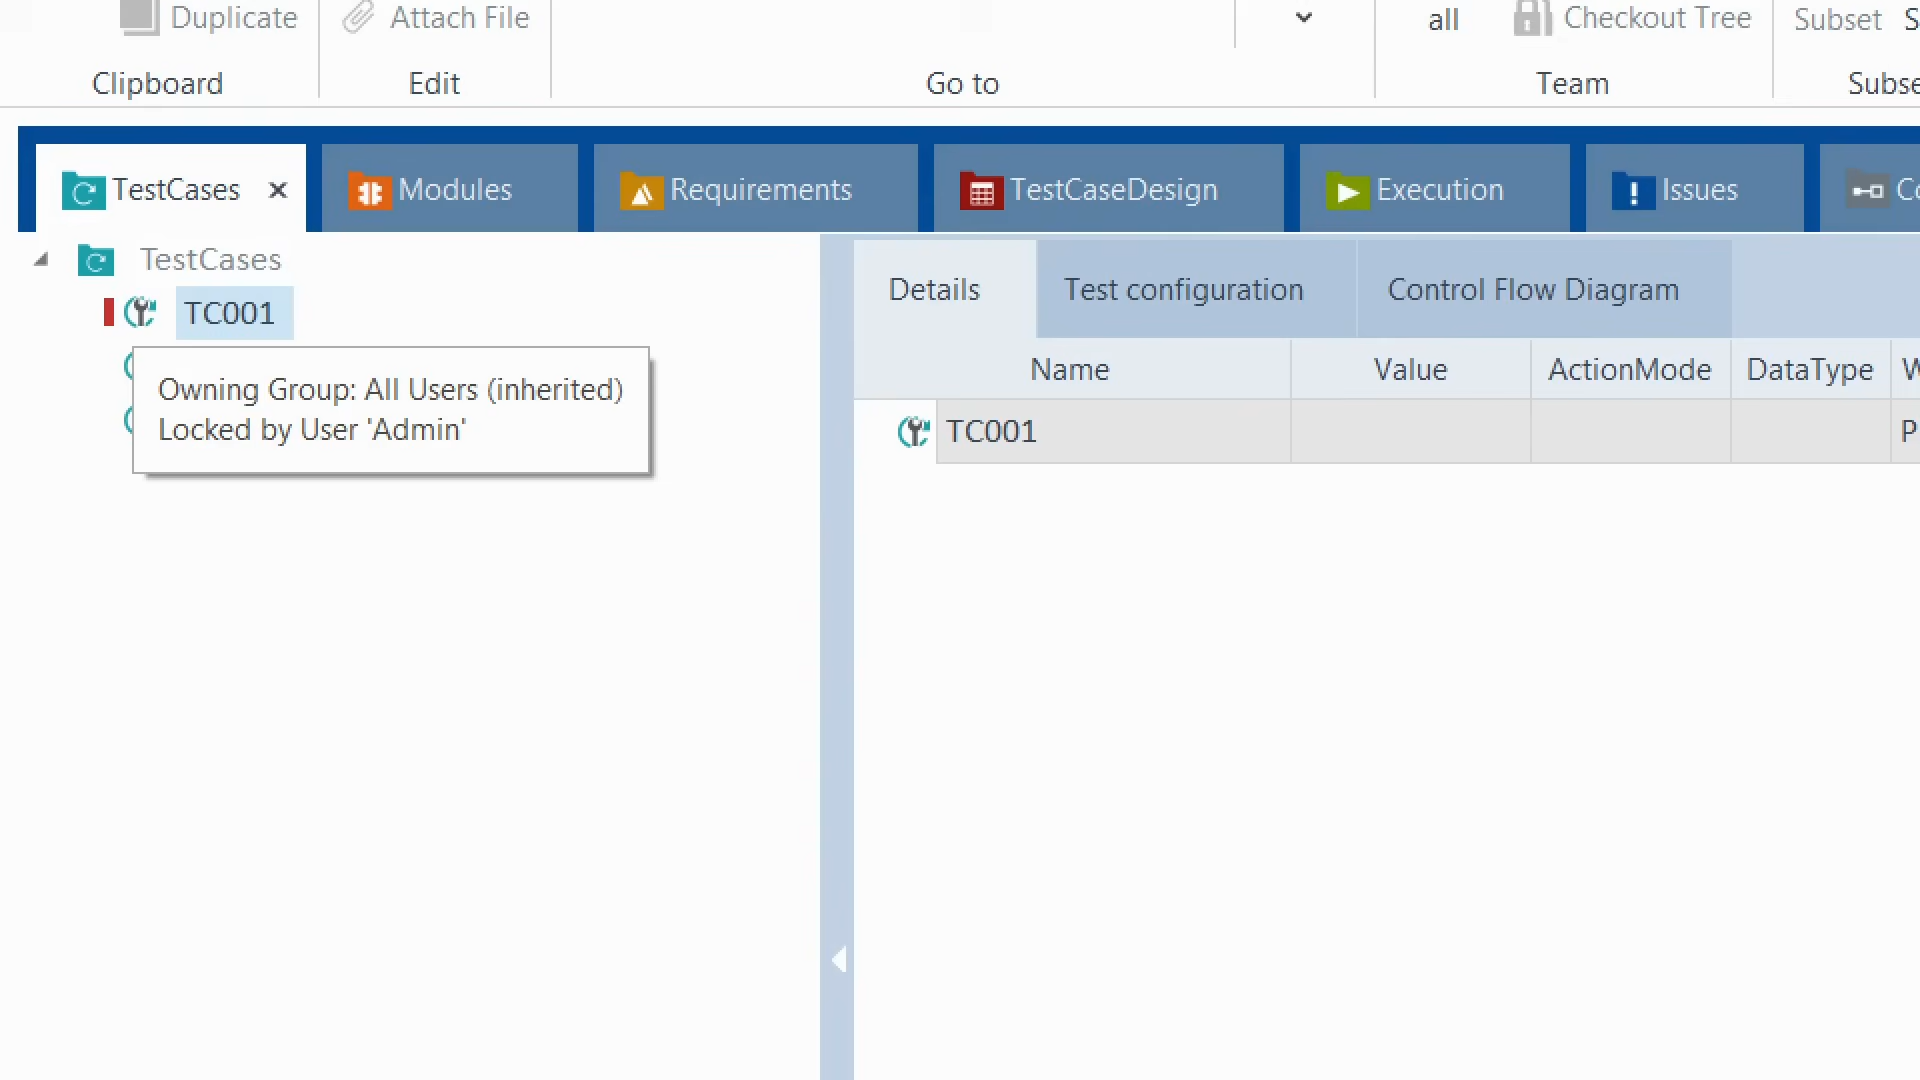 Duplicate
Attach File
all
Checkout Tree
Subset
Clipboard
Edit
Go to
Team
TestCases
Modules
Requirements
TestCaseDesign
Execution
Issues
TestCases
TC001
Owning Group: All Users (inherited)
Locked by User 'Admin'
Details
Test configuration
Control Flow Diagram
Name
Value
ActionMode
DataType
TC001